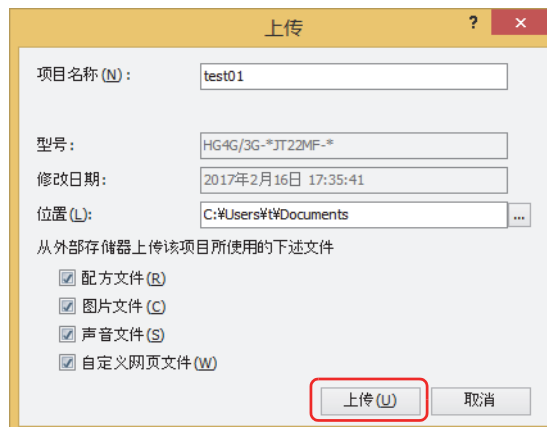 上传
? ×
项目名称(N): test01
型号: HG4G/3G-*JT22MF-*
修改日期: 2017年2月16日 17:35:41
位置(L): C:¥Users¥t¥Documents ...
从外部存储器上传该项目所使用的下述文件
配方文件(R)
图片文件(C)
声音文件(S)
自定义网页文件(W)
上传(U) 取消